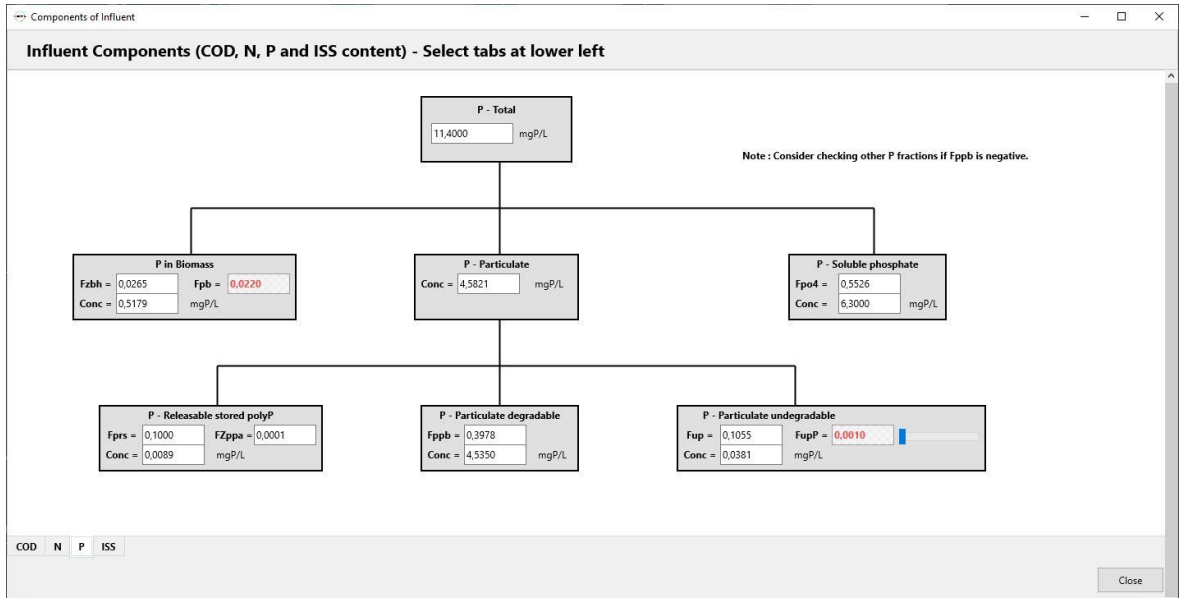 Components of Influent
Influent Components (COD, N, P and ISS content) - Select tabs at lower left
P - Total
11,4000 mgP/L
Note : Consider checking other P fractions if Fppb is negative.
P in Biomass
Fzbh = 0,0265 Fpb = 0,0220
Conc = 0,5179 mgP/L
P - Particulate
Conc = 4,5821 mgP/L
P - Soluble phosphate
Fpo4 = 0,5526
Conc = 6,3000 mgP/L
P - Releasable stored polyP
Fprs = 0,1000 FZppa = 0,0001
Conc = 0,0089 mgP/L
P - Particulate degradable
Fppb = 0,3978
Conc = 4,5350 mgP/L
P - Particulate undegradable
Fup = 0,1055 FupP = 0,0010
Conc = 0,0381 mgP/L
COD N P ISS
Close